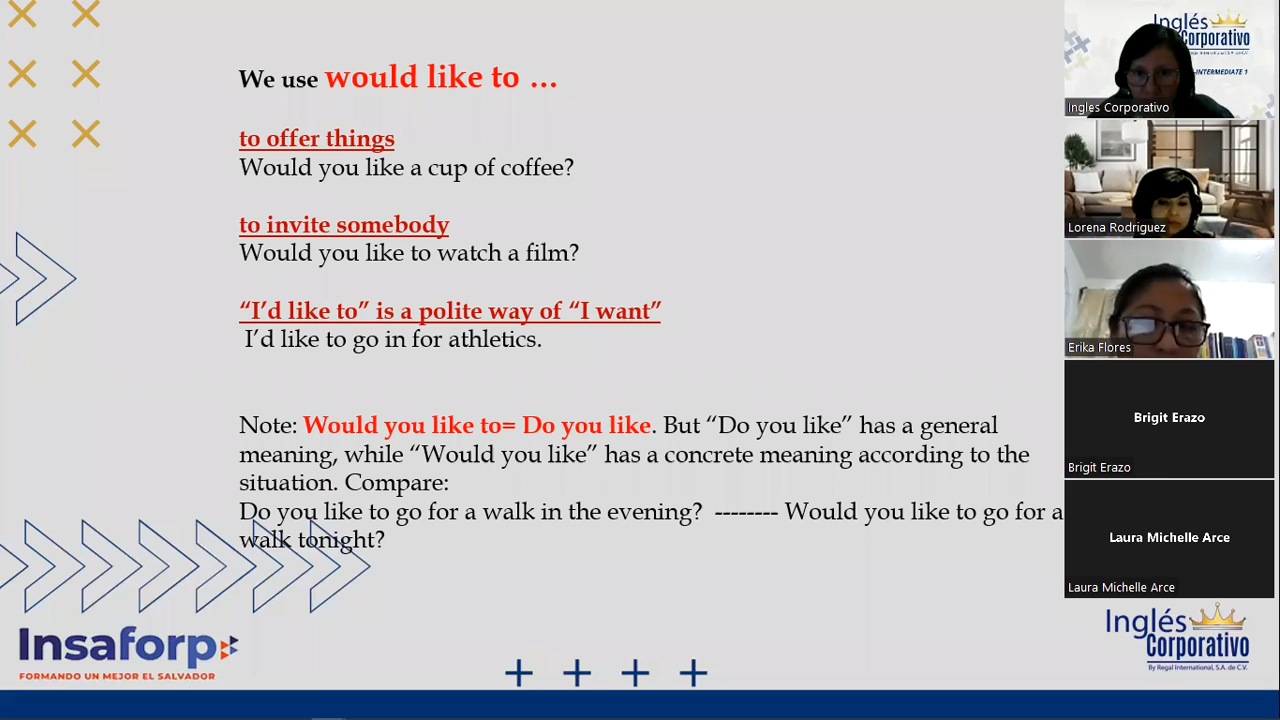 We use would like to …
to offer things
Would you like a cup of coffee?
to invite somebody
Would you like to watch a film?
“I’d like to” is a polite way of “I want”
I’d like to go in for athletics.
Note: Would you like to= Do you like. But “Do you like” has a general
meaning, while “Would you like” has a concrete meaning according to the
situation. Compare:
Do you like to go for a walk in the evening? -------- Would you like to go for a
walk tonight?
Insaforp
FORMANDO UN MEJOR EL SALVADOR
Inglés
Corporativo
-INTERMEDIATE 1
Ingles Corporativo
Lorena Rodriguez
Erika Flores
Brigit Erazo
Brigit Erazo
Laura Michelle Arce
Laura Michelle Arce
Inglés
Corporativo
By Regal International, S.A. de C.V.